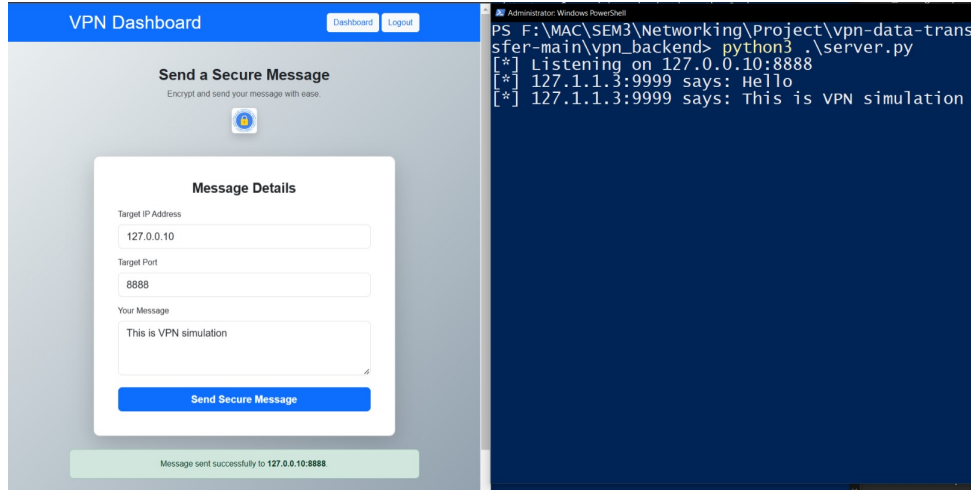 VPN Dashboard
Dashboard
Logout
Send a Secure Message
Encrypt and send your message with ease.
Message Details
Target IP Address
127.0.0.10
Target Port
8888
Your Message
This is VPN simulation
Send Secure Message
Message sent successfully to 127.0.0.10:8888.
Administrator: Windows PowerShell
PS F:\MAC\SEM3\Networking\Project\vpn-data-trans
sfer-main\vpn_backend> python3 .\server.py
[*] Listening on 127.0.0.10:8888
[*] 127.1.1.3:9999 says: Hello
[*] 127.1.1.3:9999 says: This is VPN simulation